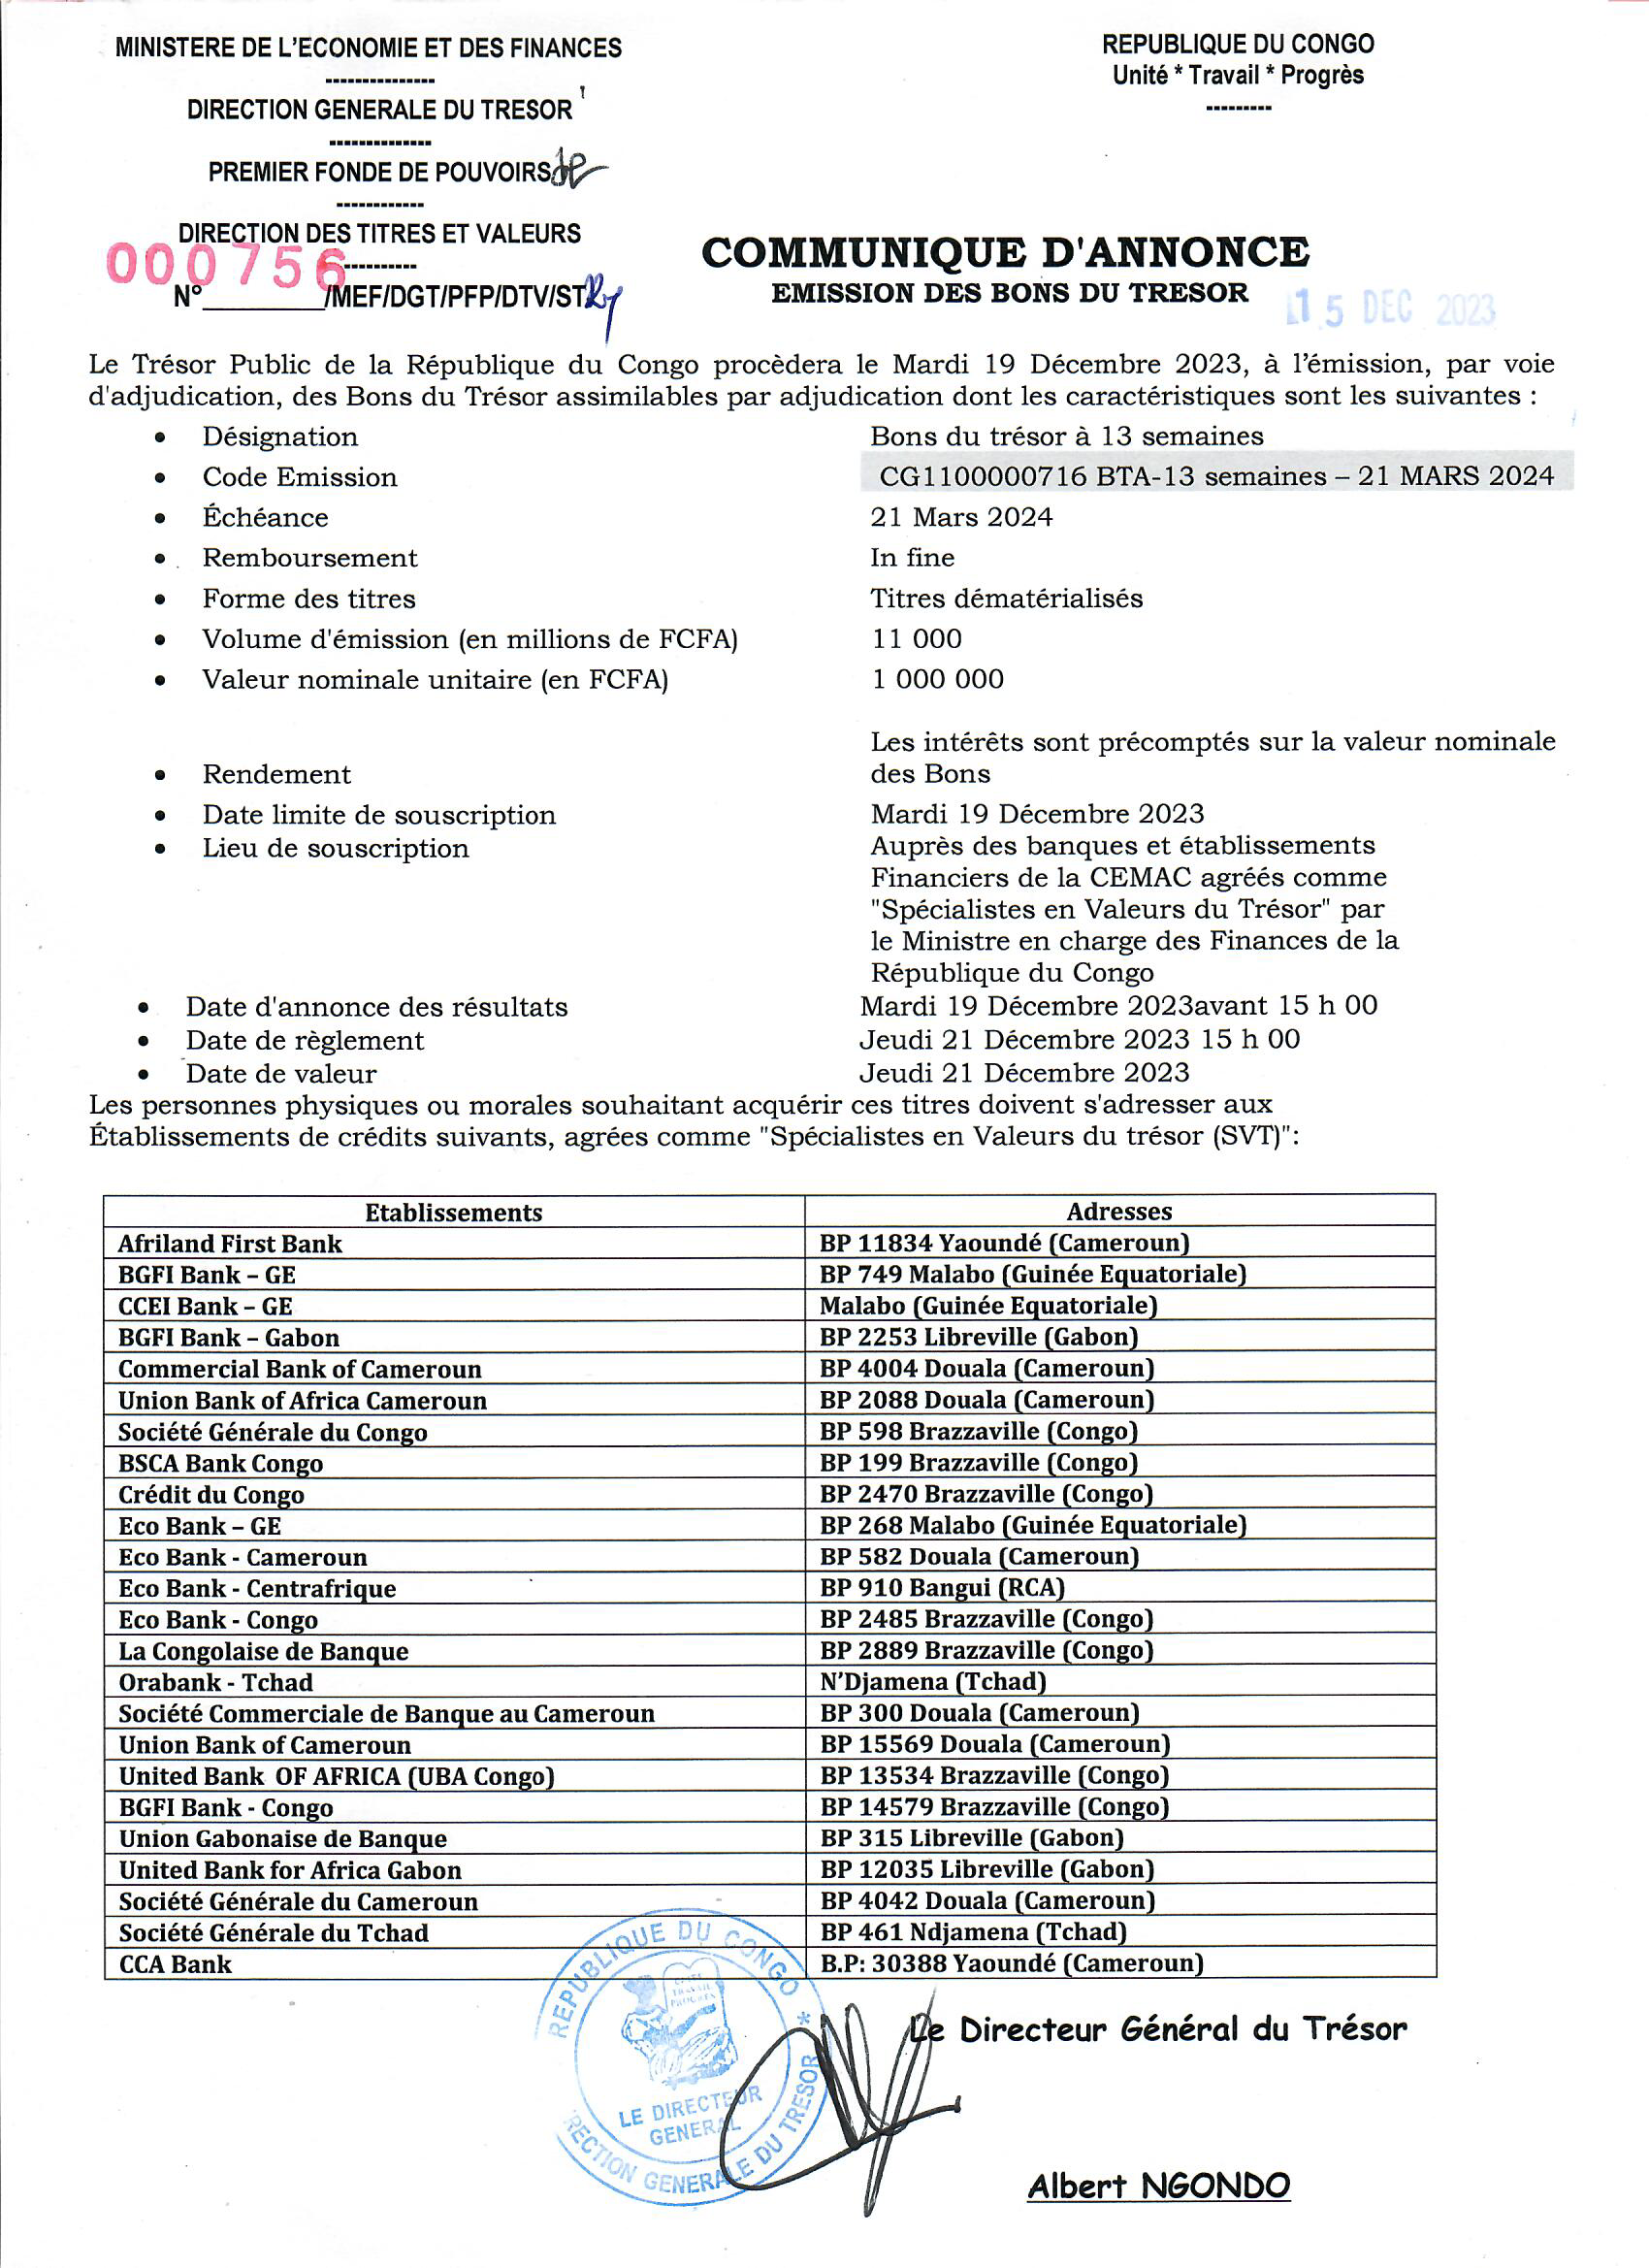 MINISTERE DE L'ECONOMIE ET DES FINANCES
---------------
DIRECTION GENERALE DU TRESOR
--------------
PREMIER FONDE DE POUVOIRS
------------
DIRECTION DES TITRES ET VALEURS
----------
000756
N°________/MEF/DGT/PFP/DTV/ST
REPUBLIQUE DU CONGO
Unité * Travail * Progrès
---------
COMMUNIQUE D'ANNONCE
EMISSION DES BONS DU TRESOR
15 DEC 2023
Le Trésor Public de la République du Congo procèdera le Mardi 19 Décembre 2023, à l'émission, par voie
d'adjudication, des Bons du Trésor assimilables par adjudication dont les caractéristiques sont les suivantes :
• Désignation Bons du trésor à 13 semaines
• Code Emission CG1100000716 BTA-13 semaines – 21 MARS 2024
• Échéance 21 Mars 2024
• Remboursement In fine
• Forme des titres Titres dématérialisés
• Volume d'émission (en millions de FCFA) 11 000
• Valeur nominale unitaire (en FCFA) 1 000 000
Les intérêts sont précomptés sur la valeur nominale
• Rendement des Bons
• Date limite de souscription Mardi 19 Décembre 2023
• Lieu de souscription Auprès des banques et établissements
Financiers de la CEMAC agréés comme
"Spécialistes en Valeurs du Trésor" par
le Ministre en charge des Finances de la
République du Congo
• Date d'annonce des résultats Mardi 19 Décembre 2023avant 15 h 00
• Date de règlement Jeudi 21 Décembre 2023 15 h 00
• Date de valeur Jeudi 21 Décembre 2023
Les personnes physiques ou morales souhaitant acquérir ces titres doivent s'adresser aux
Établissements de crédits suivants, agrées comme "Spécialistes en Valeurs du trésor (SVT)":
Etablissements Adresses
Afriland First Bank BP 11834 Yaoundé (Cameroun)
BGFI Bank – GE BP 749 Malabo (Guinée Equatoriale)
CCEI Bank – GE Malabo (Guinée Equatoriale)
BGFI Bank – Gabon BP 2253 Libreville (Gabon)
Commercial Bank of Cameroun BP 4004 Douala (Cameroun)
Union Bank of Africa Cameroun BP 2088 Douala (Cameroun)
Société Générale du Congo BP 598 Brazzaville (Congo)
BSCA Bank Congo BP 199 Brazzaville (Congo)
Crédit du Congo BP 2470 Brazzaville (Congo)
Eco Bank – GE BP 268 Malabo (Guinée Equatoriale)
Eco Bank - Cameroun BP 582 Douala (Cameroun)
Eco Bank - Centrafrique BP 910 Bangui (RCA)
Eco Bank - Congo BP 2485 Brazzaville (Congo)
La Congolaise de Banque BP 2889 Brazzaville (Congo)
Orabank - Tchad N'Djamena (Tchad)
Société Commerciale de Banque au Cameroun BP 300 Douala (Cameroun)
Union Bank of Cameroun BP 15569 Douala (Cameroun)
United Bank OF AFRICA (UBA Congo) BP 13534 Brazzaville (Congo)
BGFI Bank - Congo BP 14579 Brazzaville (Congo)
Union Gabonaise de Banque BP 315 Libreville (Gabon)
United Bank for Africa Gabon BP 12035 Libreville (Gabon)
Société Générale du Cameroun BP 4042 Douala (Cameroun)
Société Générale du Tchad BP 461 Ndjamena (Tchad)
CCA Bank B.P: 30388 Yaoundé (Cameroun)
REPUBLIQUE DU CONGO *
TRAVAIL
PROGRES
LE DIRECTEUR
GENERAL
RECTION GENERALE DU TRESOR
Le Directeur Général du Trésor
Albert NGONDO